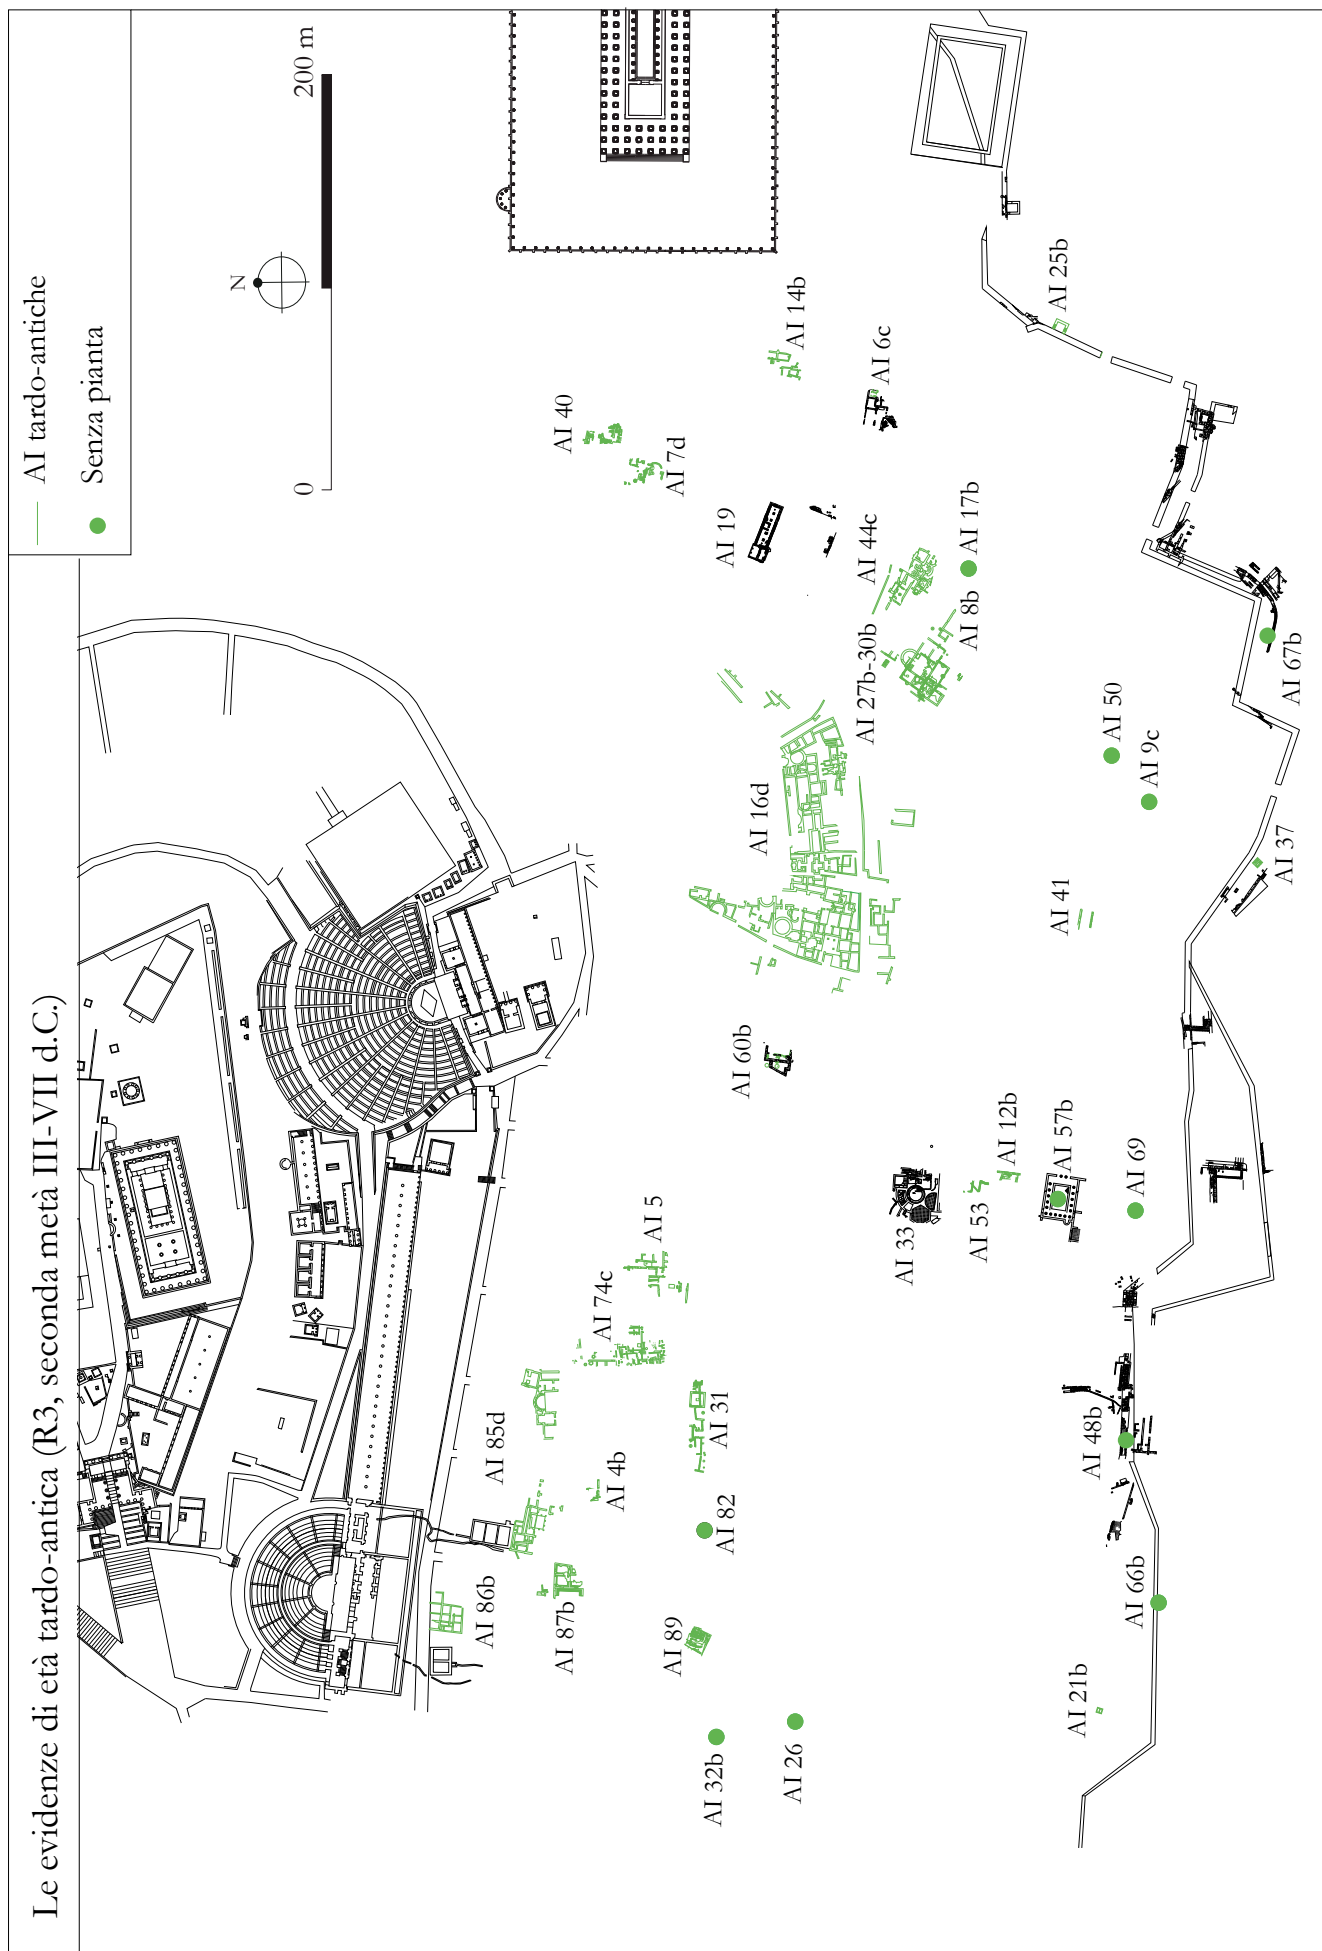 Le evidenze di età tardo-antica (R3, seconda metà III-VII d.C.)
AI tardo-antiche
Senza pianta
0
200 m
N
AI 86b
AI 85d
AI 87b
AI 4b
AI 74c
AI 5
AI 40
AI 7d
AI 14b
AI 89
AI 82
AI 31
AI 32b
AI 26
AI 60b
AI 16d
AI 19
AI 44c
AI 6c
AI 27b-30b
AI 8b
AI 17b
AI 33
AI 53
AI 12b
AI 57b
AI 69
AI 41
AI 50
AI 9c
AI 25b
AI 21b
AI 66b
AI 48b
AI 37
AI 67b